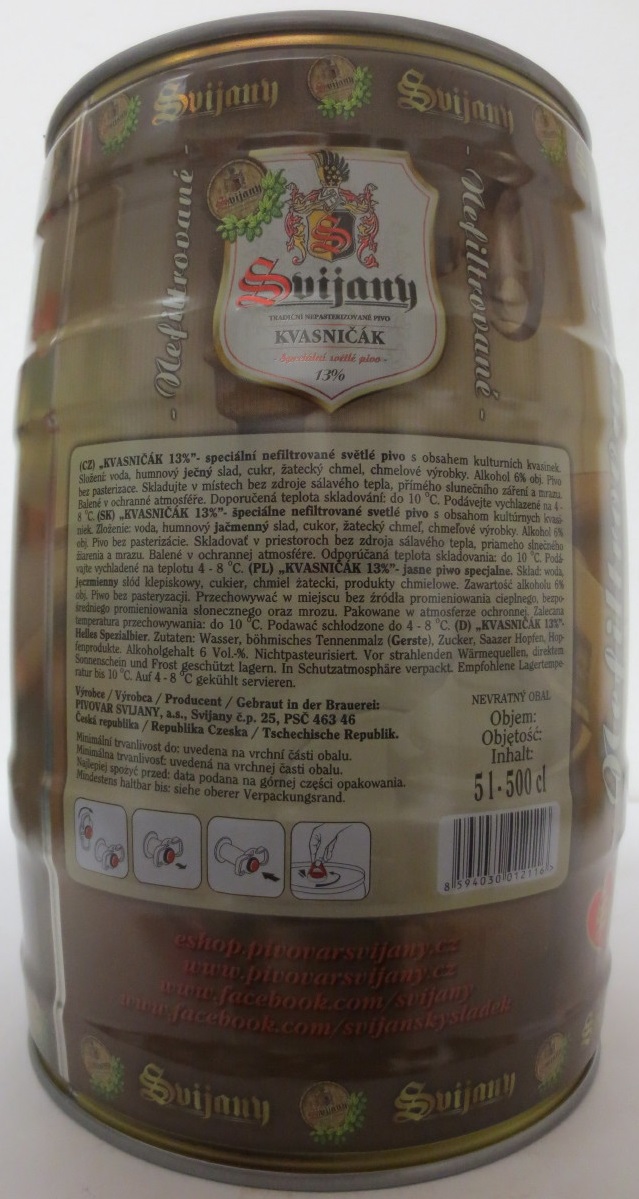 Svijany
Svijany
Svijany
- Nefiltrované -
Svijany
- Nefiltrované -
S
Svijany
TRADIČNÍ NEPASTERIZOVANÉ PIVO
KVASNIČÁK
- Speciální světlé pivo -
13%
(CZ) „KVASNIČÁK 13%”- speciální nefiltrované světlé pivo s obsahem kulturních kvasinek.
Složení: voda, humnový ječný slad, cukr, žatecký chmel, chmelové výrobky. Alkohol 6% obj. Pivo
bez pasterizace. Skladujte v místech bez zdroje sálavého tepla, přímého slunečního záření a mrazu.
Balené v ochranné atmosféře. Doporučená teplota skladování: do 10 °C. Podávejte vychlazené na 4 -
8 °C. (SK) „KVASNIČÁK 13%”- špeciálne nefiltrované svetlé pivo s obsahom kultúrnych kvasi-
niek. Zloženie: voda, humnový jačmenný slad, cukor, žatecký chmeľ, chmeľové výrobky. Alkohol 6%
obj. Pivo bez pasterizácie. Skladovať v priestoroch bez zdroja sálavého tepla, priameho slnečného
žiarenia a mrazu. Balené v ochrannej atmosfére. Odporúčaná teplota skladovania: do 10 °C. Podá-
vajte vychladené na teplotu 4 - 8 °C. (PL) „KVASNIČÁK 13%”- jasne piwo specjalne. Skład: woda,
Jęczmienny słód klepiskowy, cukier, chmiel žatecki, produkty chmielowe. Zawartość alkoholu 6%
obj. Piwo bez pasteryzacji. Przechowywać w miejscu bez źródła promieniowania cieplnego, bezpo-
średniego promieniowania słonecznego oraz mrozu. Pakowane w atmosferze ochronnej. Zalecana
temperatura przechowywania: do 10 °C. Podawać schłodzone do 4 - 8 °C. (D) „KVASNIČÁK 13%”-
Helles Spezialbier. Zutaten: Wasser, böhmisches Tennenmalz (Gerste), Zucker, Saazer Hopfen, Hop-
fenprodukte. Alkoholgehalt 6 Vol.-%. Nichtpasteurisiert. Vor strahlenden Wärmequellen, direktem
Sonnenschein und Frost geschützt lagern. In Schutzatmosphäre verpackt. Empfohlene Lagertempe-
ratur bis 10 °C. Auf 4 - 8 °C gekühlt servieren.
Výrobce / Výrobca / Producent / Gebraut in der Brauerei:
PIVOVAR SVIJANY, a.s., Svijany č.p. 25, PSČ 463 46
Česká republika / Republika Czeska / Tschechische Republik.
Minimální trvanlivost do: uvedena na vrchní části obalu.
Minimálna trvanlivosť: uvedená na vrchnej časti obalu.
Najlepiej spożyć przed: data podana na górnej części opakowania.
Mindestens haltbar bis: siehe oberer Verpackungsrand.
NEVRATNÝ OBAL
Objem:
Objętość:
Inhalt:
5 l - 500 cl
8 594030 012116 >
eshop.pivovarsvijany.cz
www.pivovarsvijany.cz
www.facebook.com/svijany
www.facebook.com/svijanskysladek
Svijany
Svijany
Svijany